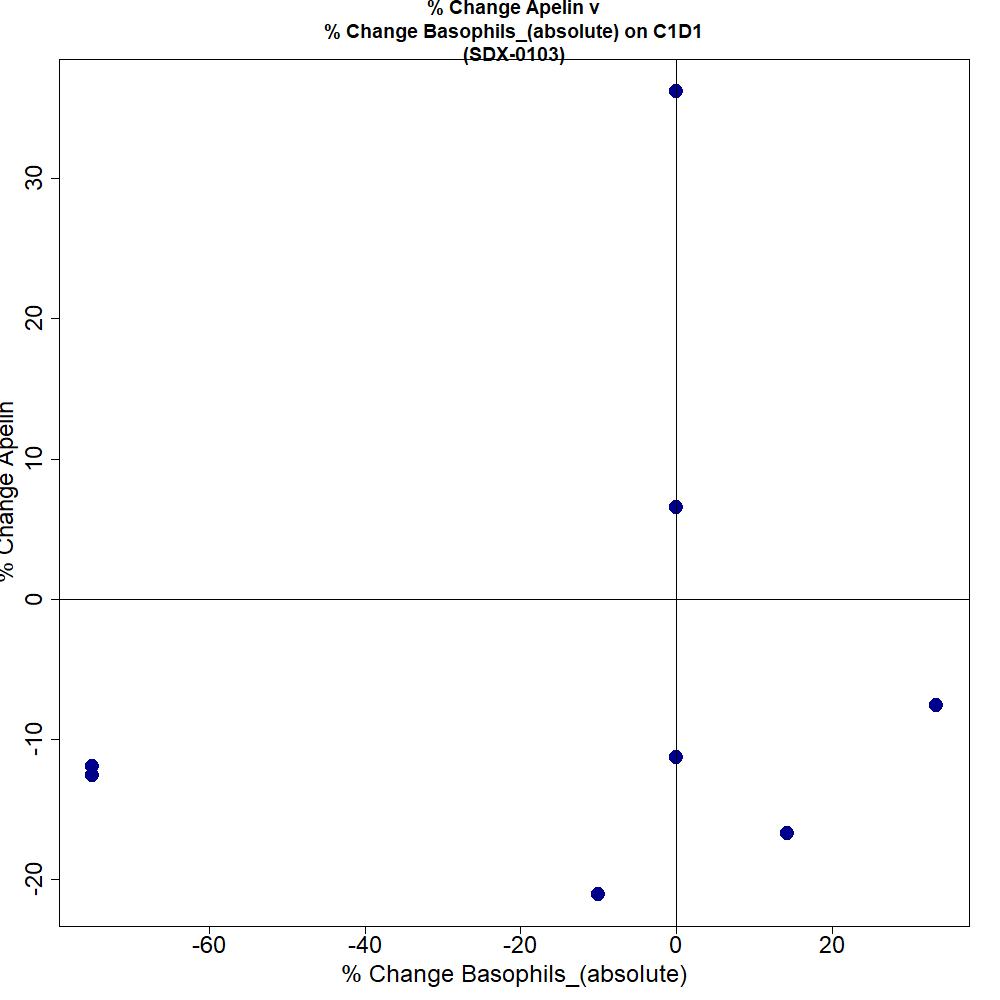 % Change Apelin v
% Change Basophils_(absolute) on C1D1
(SDX-0103)
30
20
10
0
-10
-20
% Change Apelin
-60
-40
-20
0
20
% Change Basophils_(absolute)